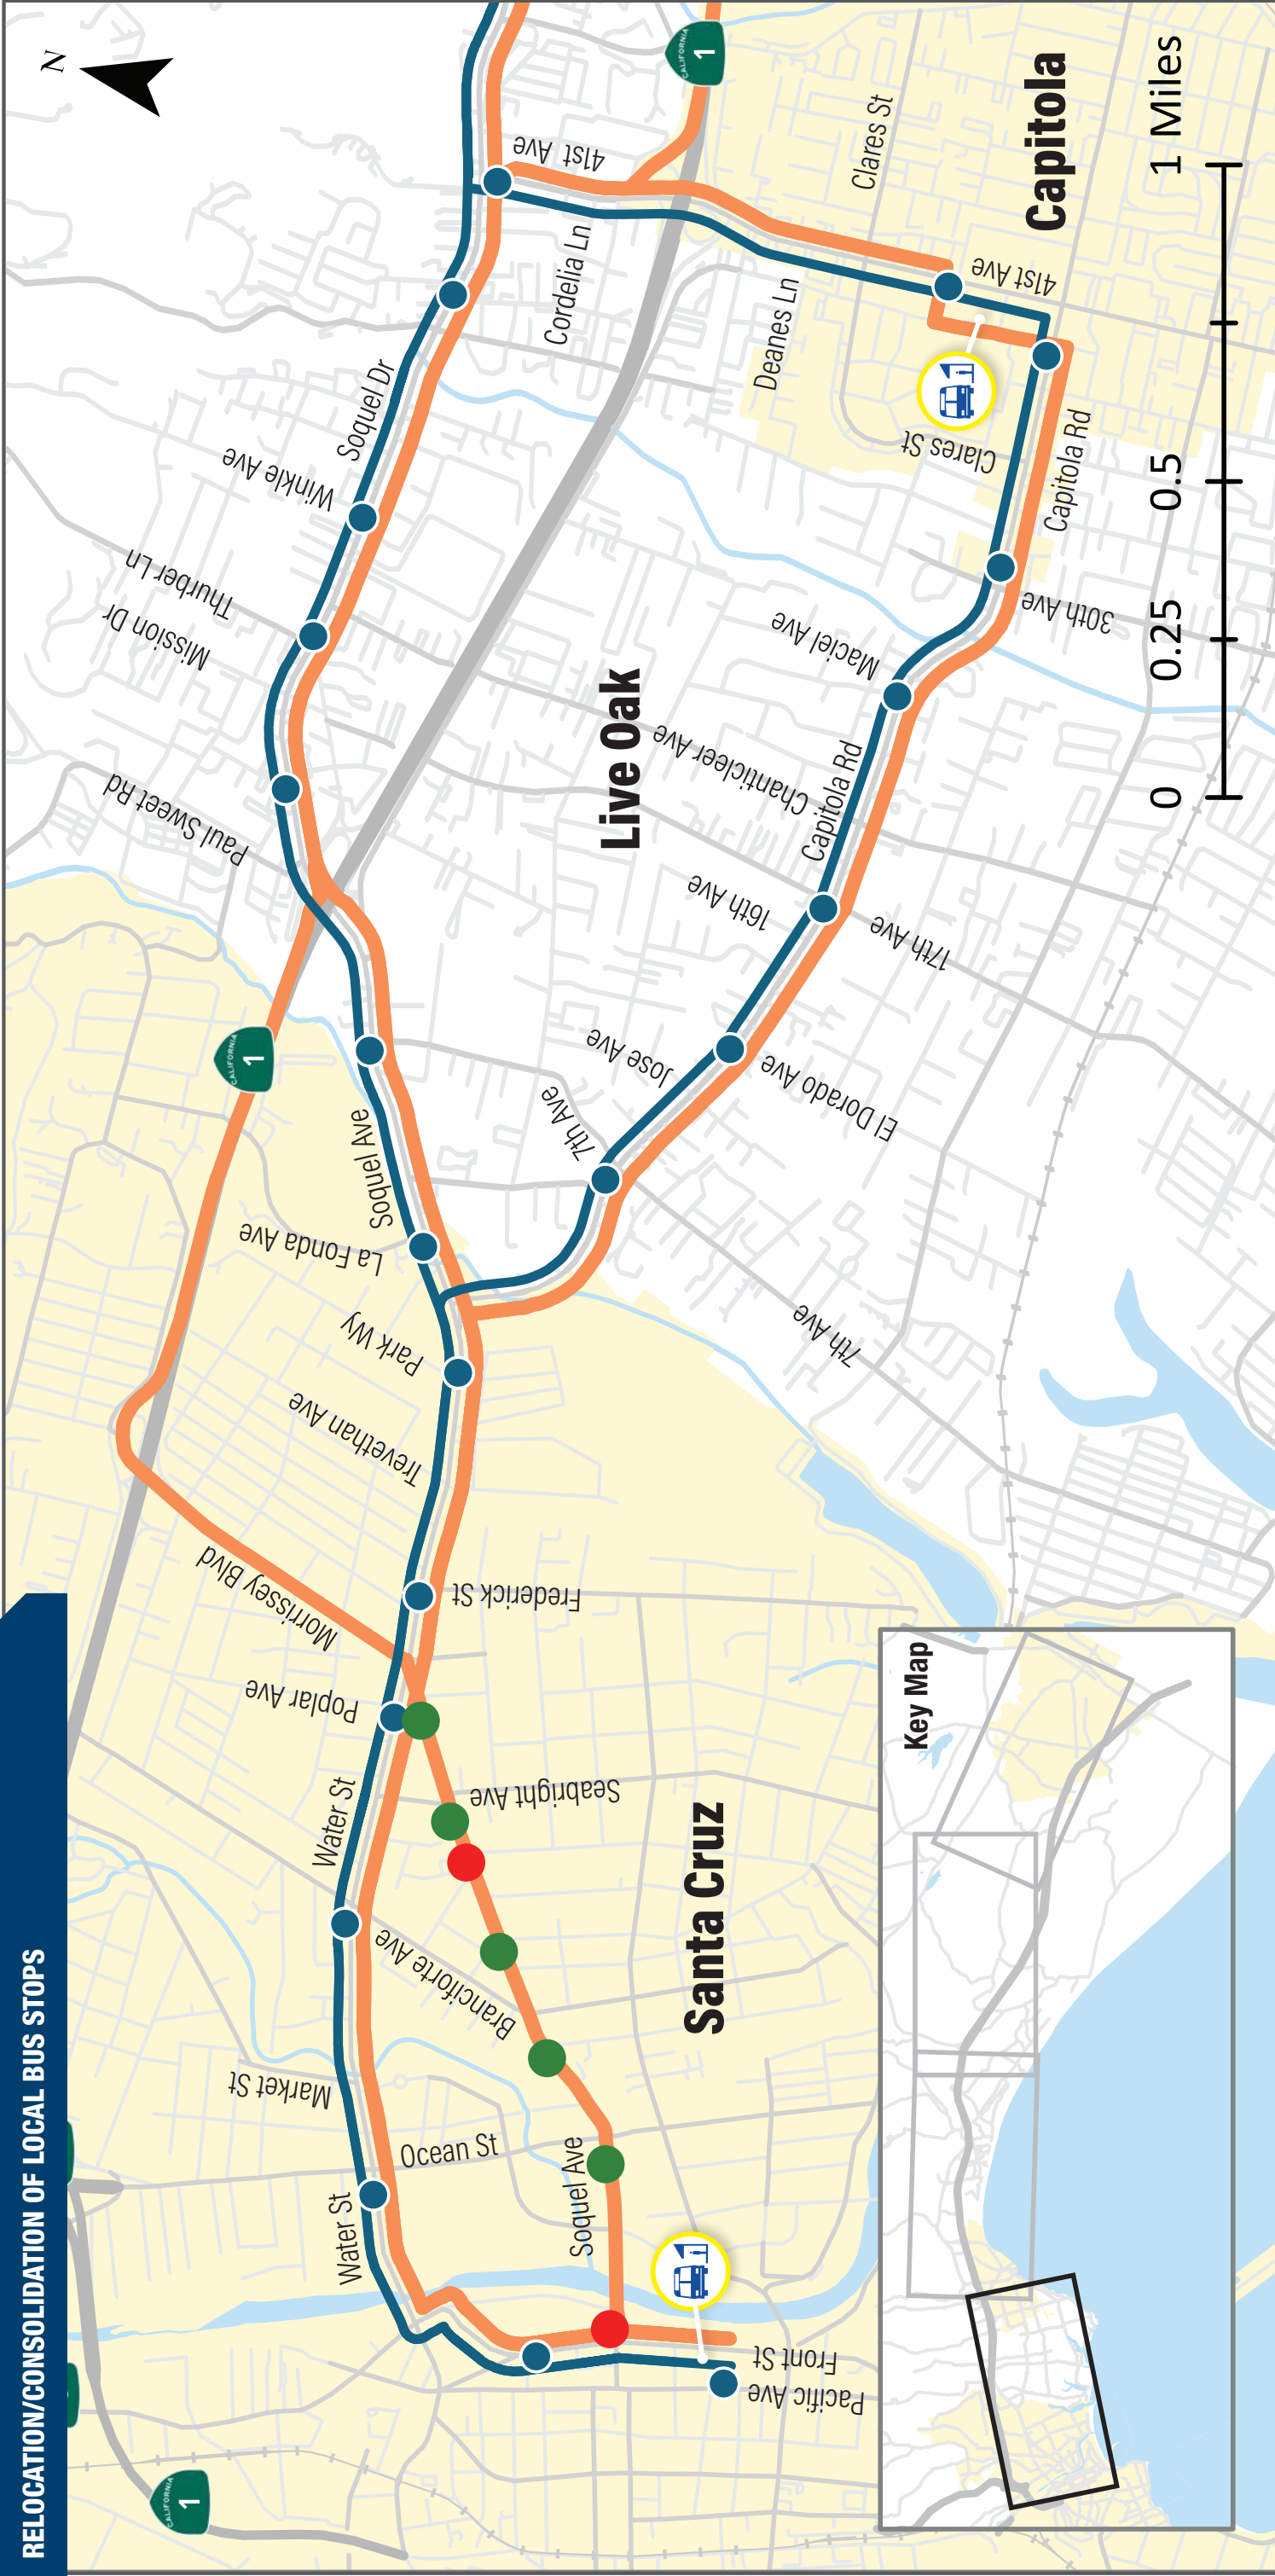 RELOCATION/CONSOLIDATION OF LOCAL BUS STOPS
N
CALIFORNIA
1
CALIFORNIA
1
CALIFORNIA
1
Water St
Market St
Ocean St
Water St
Poplar Ave
Morrissey Blvd
Branciforte Ave
Seabright Ave
Frederick St
Trevethan Ave
Park Wy
La Fonda Ave
Soquel Ave
Paul Sweet Rd
Mission Dr
Thurber Ln
Winkle Ave
Soquel Dr
Cordelia Ln
41st Ave
Soquel Ave
Santa Cruz
Front St
Pacific Ave
7th Ave
7th Ave
Jose Ave
El Dorado Ave
16th Ave
17th Ave
Live Oak
Chanticleer Ave
Capitola Rd
Maciel Ave
30th Ave
Capitola Rd
Deanes Ln
Clares St
Clares St
41st Ave
Capitola
Key Map
0
0.25
0.5
1 Miles